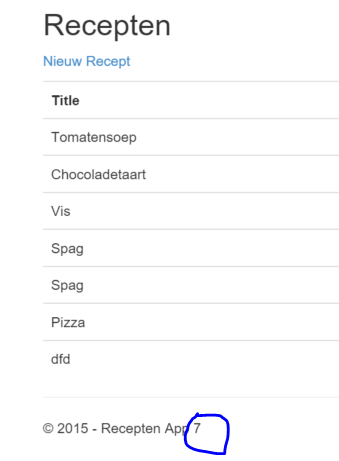 Recepten
Nieuw Recept
Title
Tomatensoep
Chocoladetaart
Vis
Spag
Spag
Pizza
dfd
© 2015 - Recepten App 7